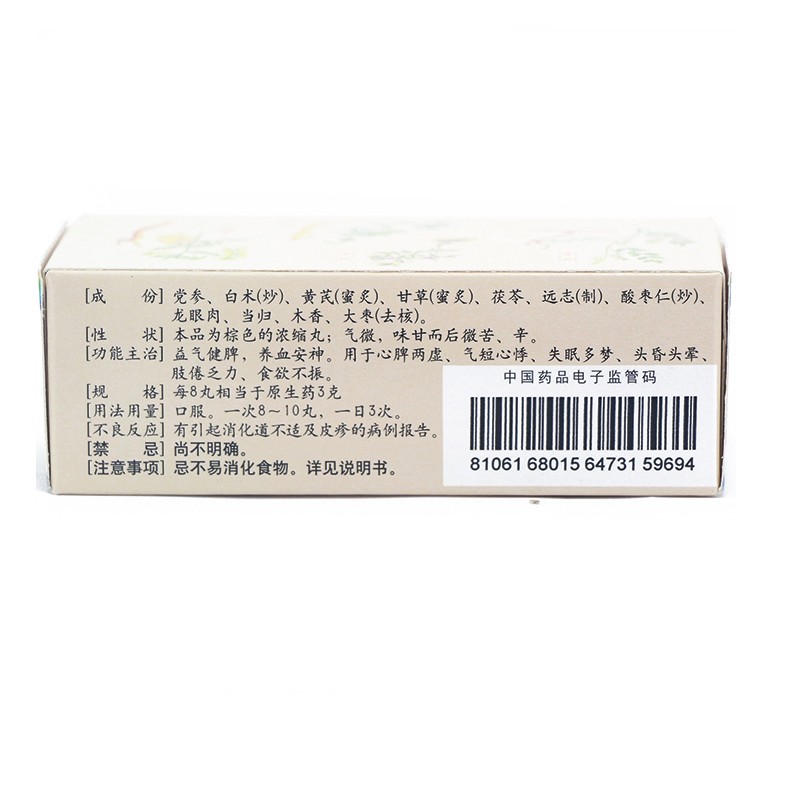 [成　份] 党参、白术(炒)、黄芪(蜜炙)、甘草(蜜炙)、茯苓、远志(制)、酸枣仁(炒)、
龙眼肉、当归、木香、大枣(去核)。
[性　状] 本品为棕色的浓缩丸；气微，味甘而后微苦、辛。
[功能主治] 益气健脾，养血安神。用于心脾两虚、气短心悸、失眠多梦、头昏头晕、
肢倦乏力、食欲不振。
[规　格] 每8丸相当于原生药3克
[用法用量] 口服。一次8～10丸，一日3次。
[不良反应] 有引起消化道不适及皮疹的病例报告。
[禁　忌] 尚不明确。
[注意事项] 忌不易消化食物。详见说明书。
中国药品电子监管码
81061 68015 64731 59694